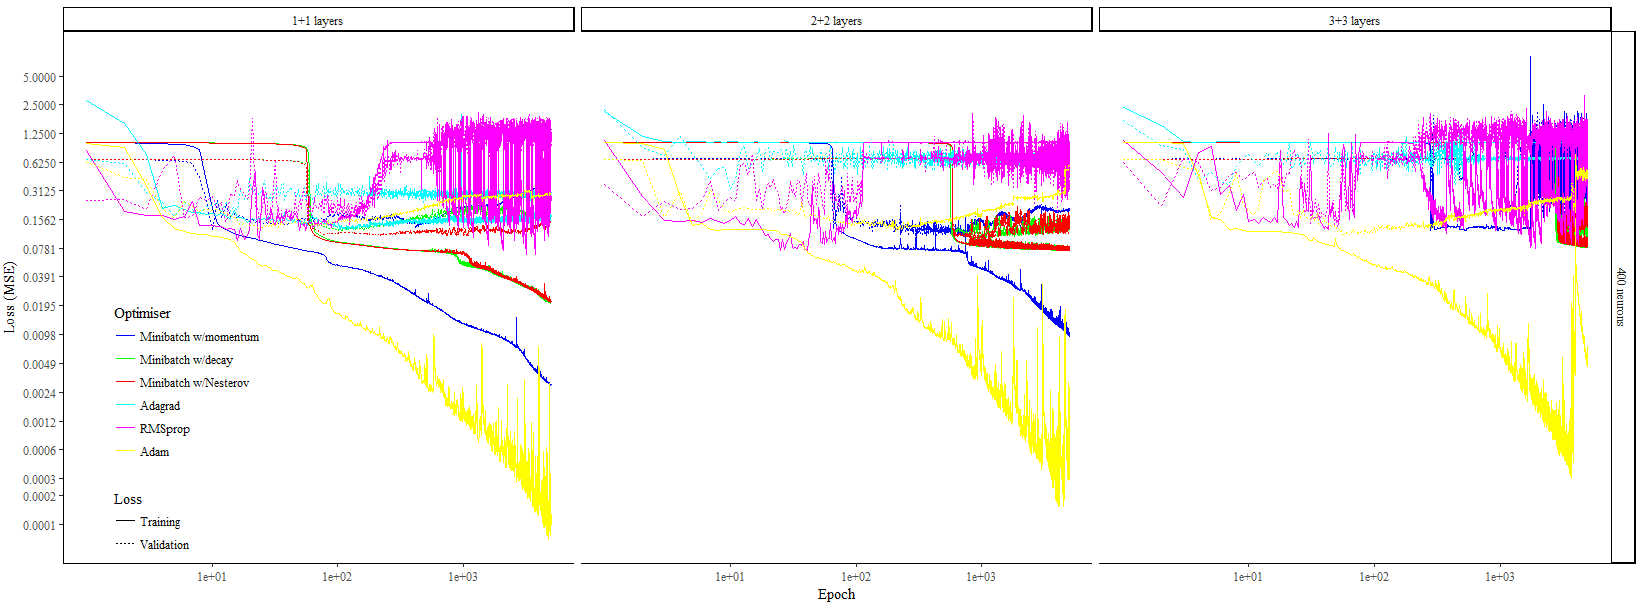 1+1 layers
2+2 layers
3+3 layers
400 neurons
Loss (MSE)
5.0000
2.5000
1.2500
0.6250
0.3125
0.1562
0.0781
0.0391
0.0195
0.0098
0.0049
0.0024
0.0012
0.0006
0.0003
0.0002
0.0001
Optimiser
Minibatch w/momentum
Minibatch w/decay
Minibatch w/Nesterov
Adagrad
RMSprop
Adam
Loss
Training
Validation
1e+01
1e+02
1e+03
1e+01
1e+02
1e+03
1e+01
1e+02
1e+03
Epoch